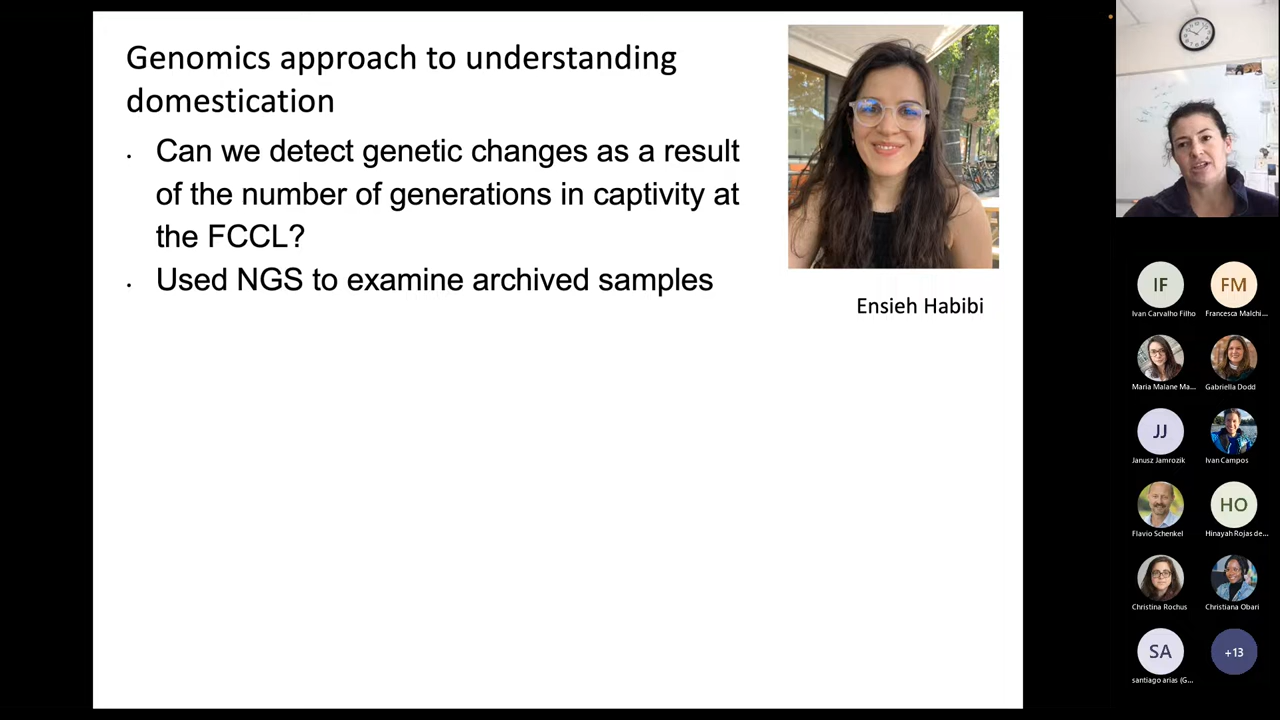 Genomics approach to understanding
domestication
• Can we detect genetic changes as a result
of the number of generations in captivity at
the FCCL?
• Used NGS to examine archived samples
Ensieh Habibi
IF
FM
Ivan Carvalho Filho
Francesca Malchi...
Maria Malane Ma...
Gabriella Dodd
JJ
Janusz Jamrozik
Ivan Campos
HO
Flavio Schenkel
Hinayah Rojas de...
Christina Rochus
Christiana Obari
SA
+13
santiago arias (G...